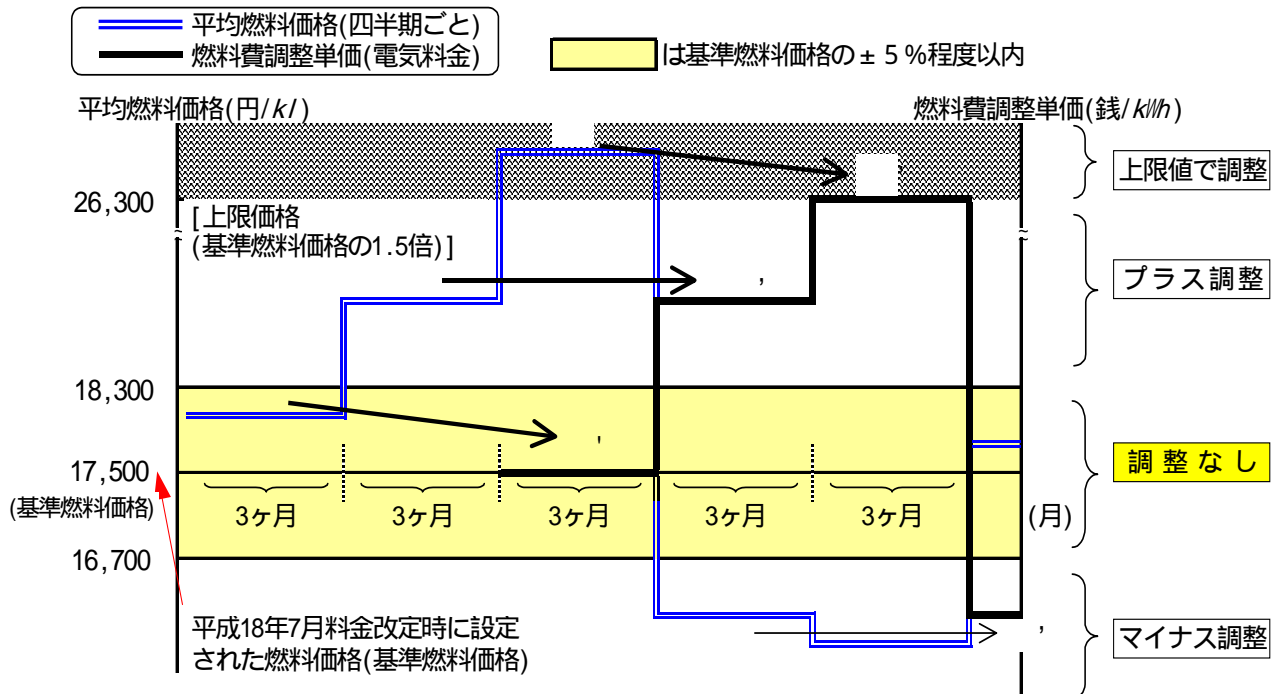 平均燃料価格(四半期ごと)
燃料費調整単価(電気料金)
は基準燃料価格の±5%程度以内
平均燃料価格(円/kl)
燃料費調整単価(銭/kWh)
上限値で調整
26,300
[上限価格
(基準燃料価格の1.5倍)]
,
プラス調整
18,300
,
17,500
(基準燃料価格)
調整なし
3ヶ月 3ヶ月 3ヶ月 3ヶ月 3ヶ月
(月)
16,700
平成18年7月料金改定時に設定
された燃料価格(基準燃料価格)
,
マイナス調整